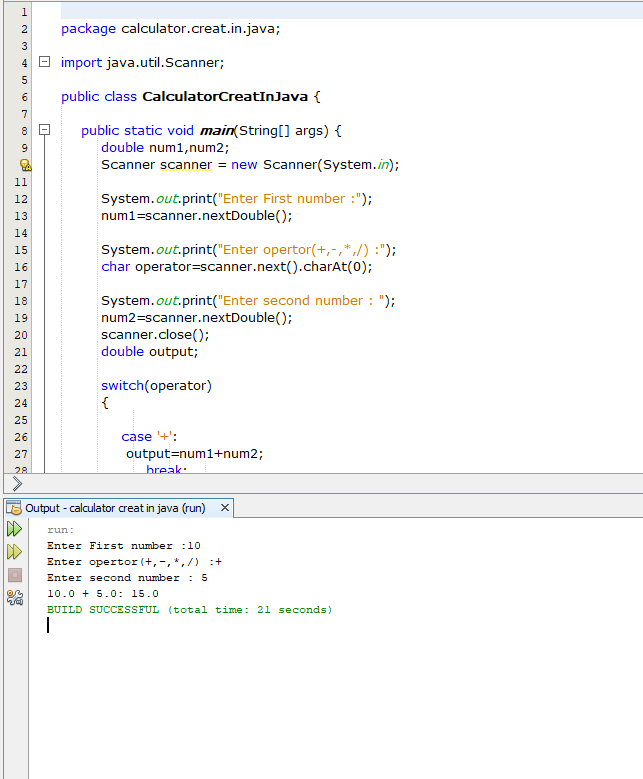 1
2 package calculator.creat.in.java;
3
4 import java.util.Scanner;
5
6 public class CalculatorCreatInJava {
7
8 public static void main(String[] args) {
9 double num1,num2;
Scanner scanner = new Scanner(System.in);
11
12 System.out.print("Enter First number :");
13 num1=scanner.nextDouble();
14
15 System.out.print("Enter opertor(+,-,*,/) :");
16 char operator=scanner.next().charAt(0);
17
18 System.out.print("Enter second number : ");
19 num2=scanner.nextDouble();
20 scanner.close();
21 double output;
22
23 switch(operator)
24 {
25
26 case '+':
27 output=num1+num2;
28 break;
Output - calculator creat in java (run)
run:
Enter First number :10
Enter opertor(+,-,*,/) :+
Enter second number : 5
10.0 + 5.0: 15.0
BUILD SUCCESSFUL (total time: 21 seconds)